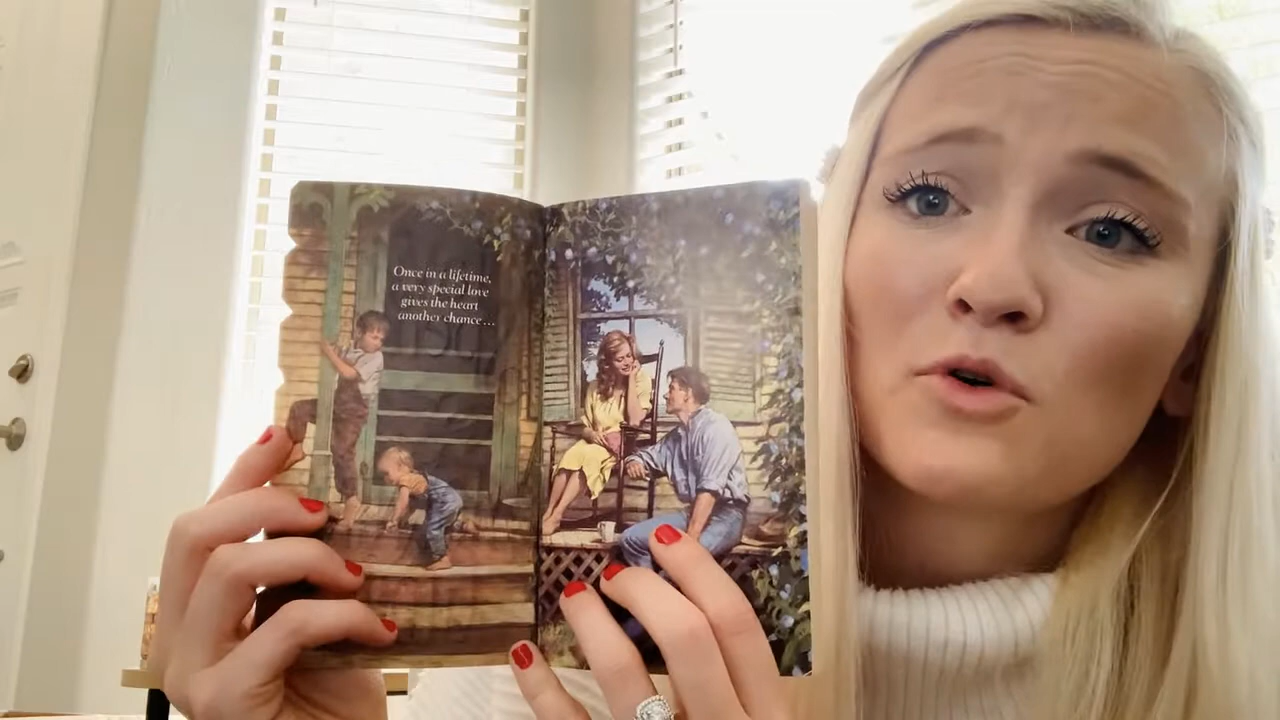 Once in a lifetime,
a very special love
gives the heart
another chance...